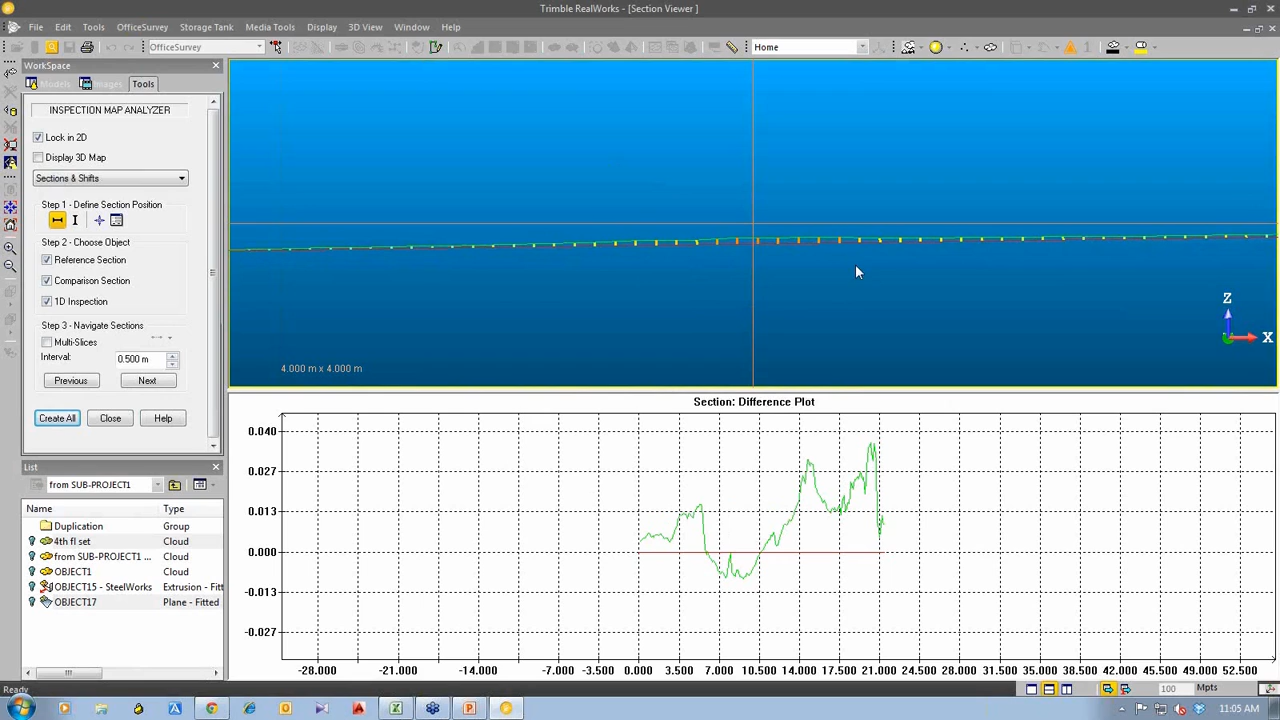 Trimble RealWorks - [Section Viewer ]
File Edit Tools OfficeSurvey Storage Tank Media Tools Display 3D View Window Help
OfficeSurvey Home
WorkSpace
Models Images Tools
INSPECTION MAP ANALYZER
Lock in 2D
Display 3D Map
Sections & Shifts
Step 1 - Define Section Position
Step 2 - Choose Object
Reference Section
Comparison Section
1D Inspection
Step 3 - Navigate Sections
Multi-Slices
Interval: 0.500 m
Previous Next
Create All Close Help
Z
X
4.000 m x 4.000 m
Section: Difference Plot
0.040
0.027
0.013
0.000
-0.013
-0.027
-28.000 -21.000 -14.000 -7.000 -3.500 0.000 3.500 7.000 10.500 14.000 17.500 21.000 24.500 28.000 31.500 35.000 38.500 42.000 45.500 49.000 52.500
List
from SUB-PROJECT1
Name Type
Duplication Group
4th fl set Cloud
from SUB-PROJECT1 ... Cloud
OBJECT1 Cloud
OBJECT15 - SteelWorks Extrusion - Fitt
OBJECT17 Plane - Fitted
Ready
100 Mpts
11:05 AM